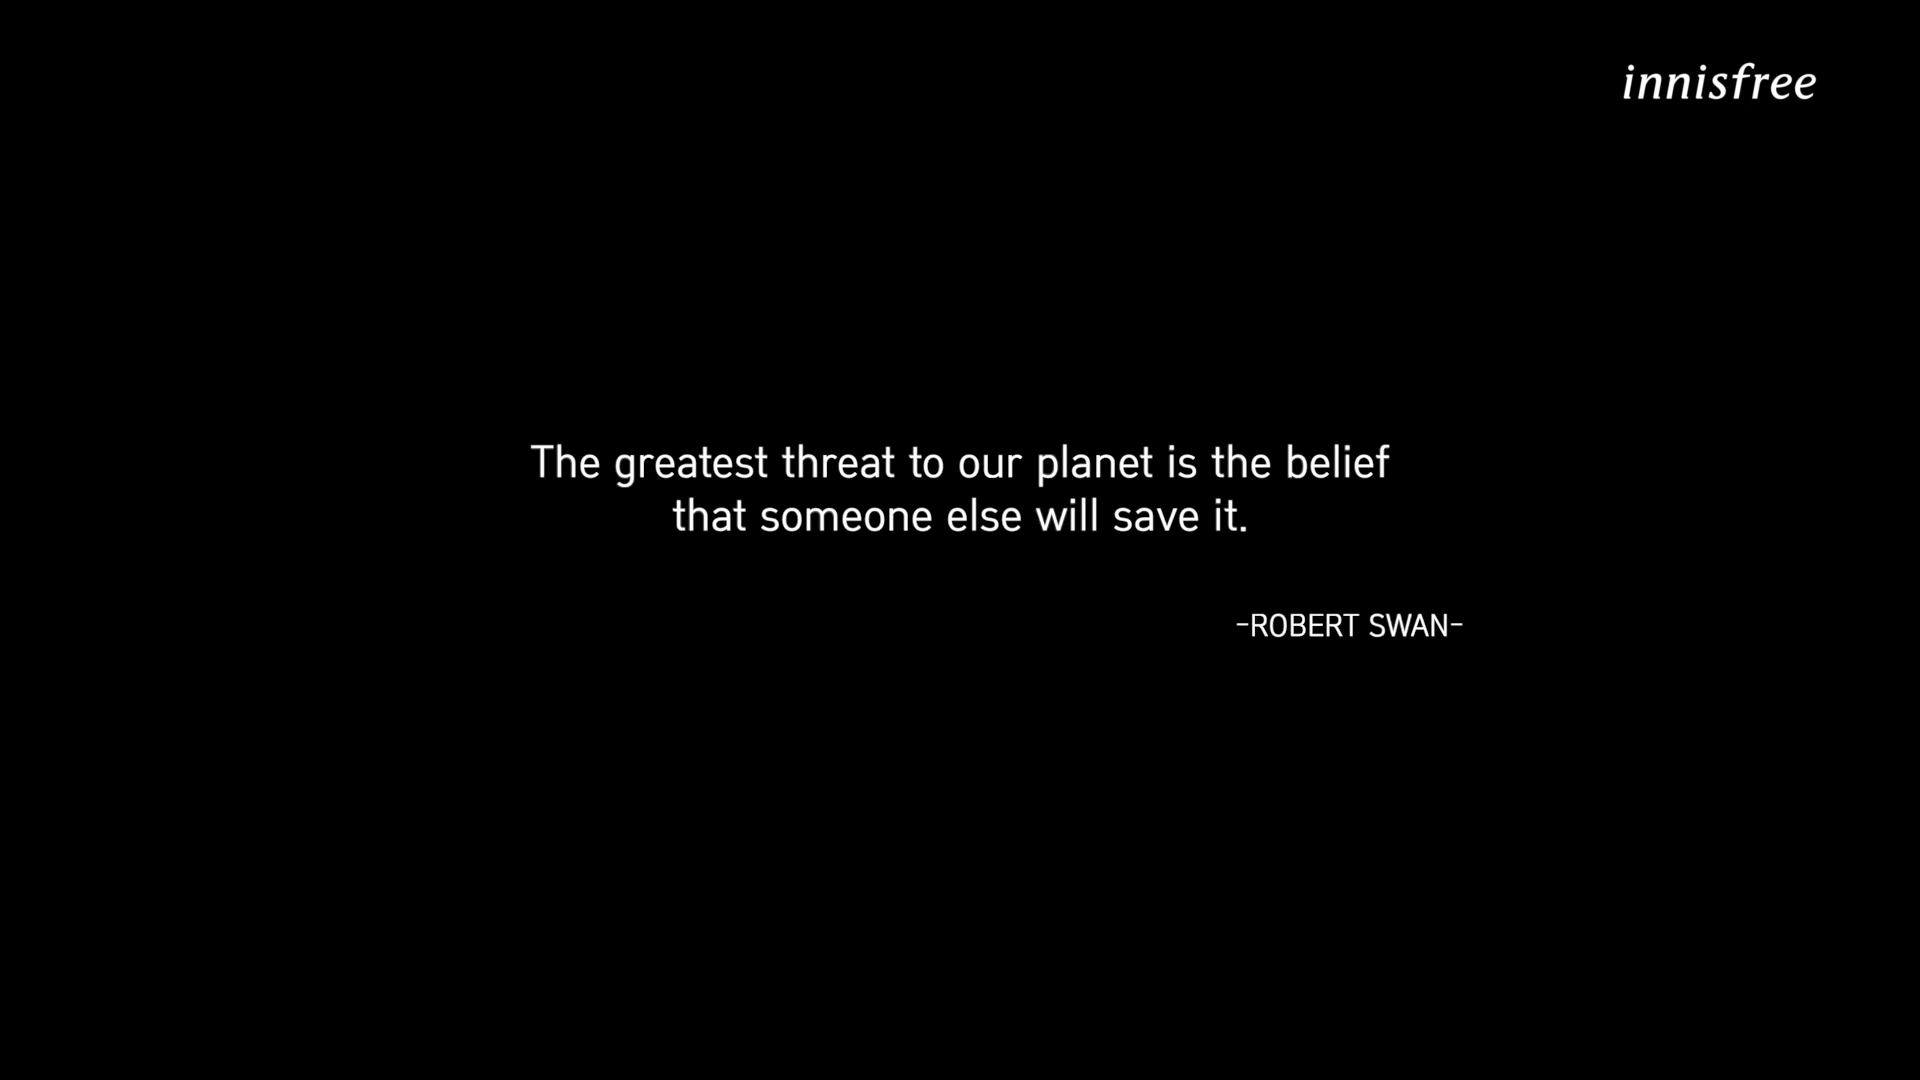 innisfree
The greatest threat to our planet is the belief
that someone else will save it.
-ROBERT SWAN-